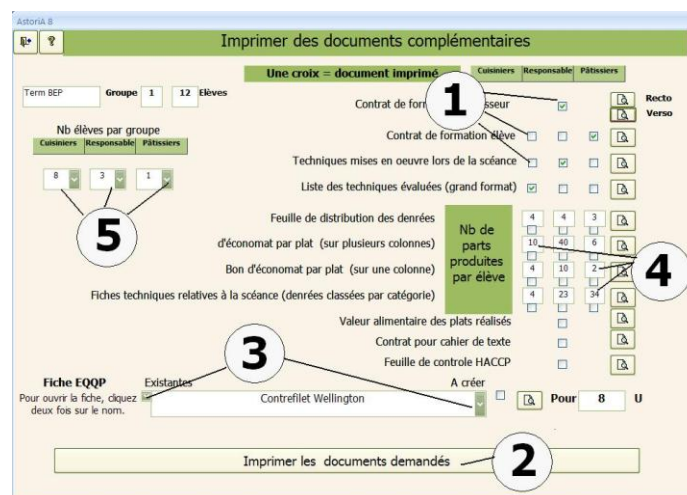 AstoriA 8
Imprimer des documents complémentaires
Une croix = document imprimé
Cuisiniers Responsable Pâtissiers
Term BEP Groupe 1 12 Elèves
Contrat de form sseur Recto
Verso
1
Nb élèves par groupe
Cuisiniers Responsable Pâtissiers
Contrat de formation élève
Techniques mises en oeuvre lors de la scéance
8 3 1
Liste des techniques évaluées (grand format)
5
Feuille de distribution des denrées 4 4 3
Nb de parts produites par élève
d'économat par plat (sur plusieurs colonnes) 10 40 6
4
Bon d'économat par plat (sur une colonne) 4 10 2
Fiches techniques relatives à la scéance (denrées classées par catégorie) 4 23 34
Valeur alimentaire des plats réalisés
Contrat pour cahier de texte
3
Feuille de controle HACCP
Fiche EQQP Existantes A créer
Pour ouvrir la fiche, cliquez
deux fois sur le nom.
Contrefilet Wellington Pour 8 U
Imprimer les documents demandés
2